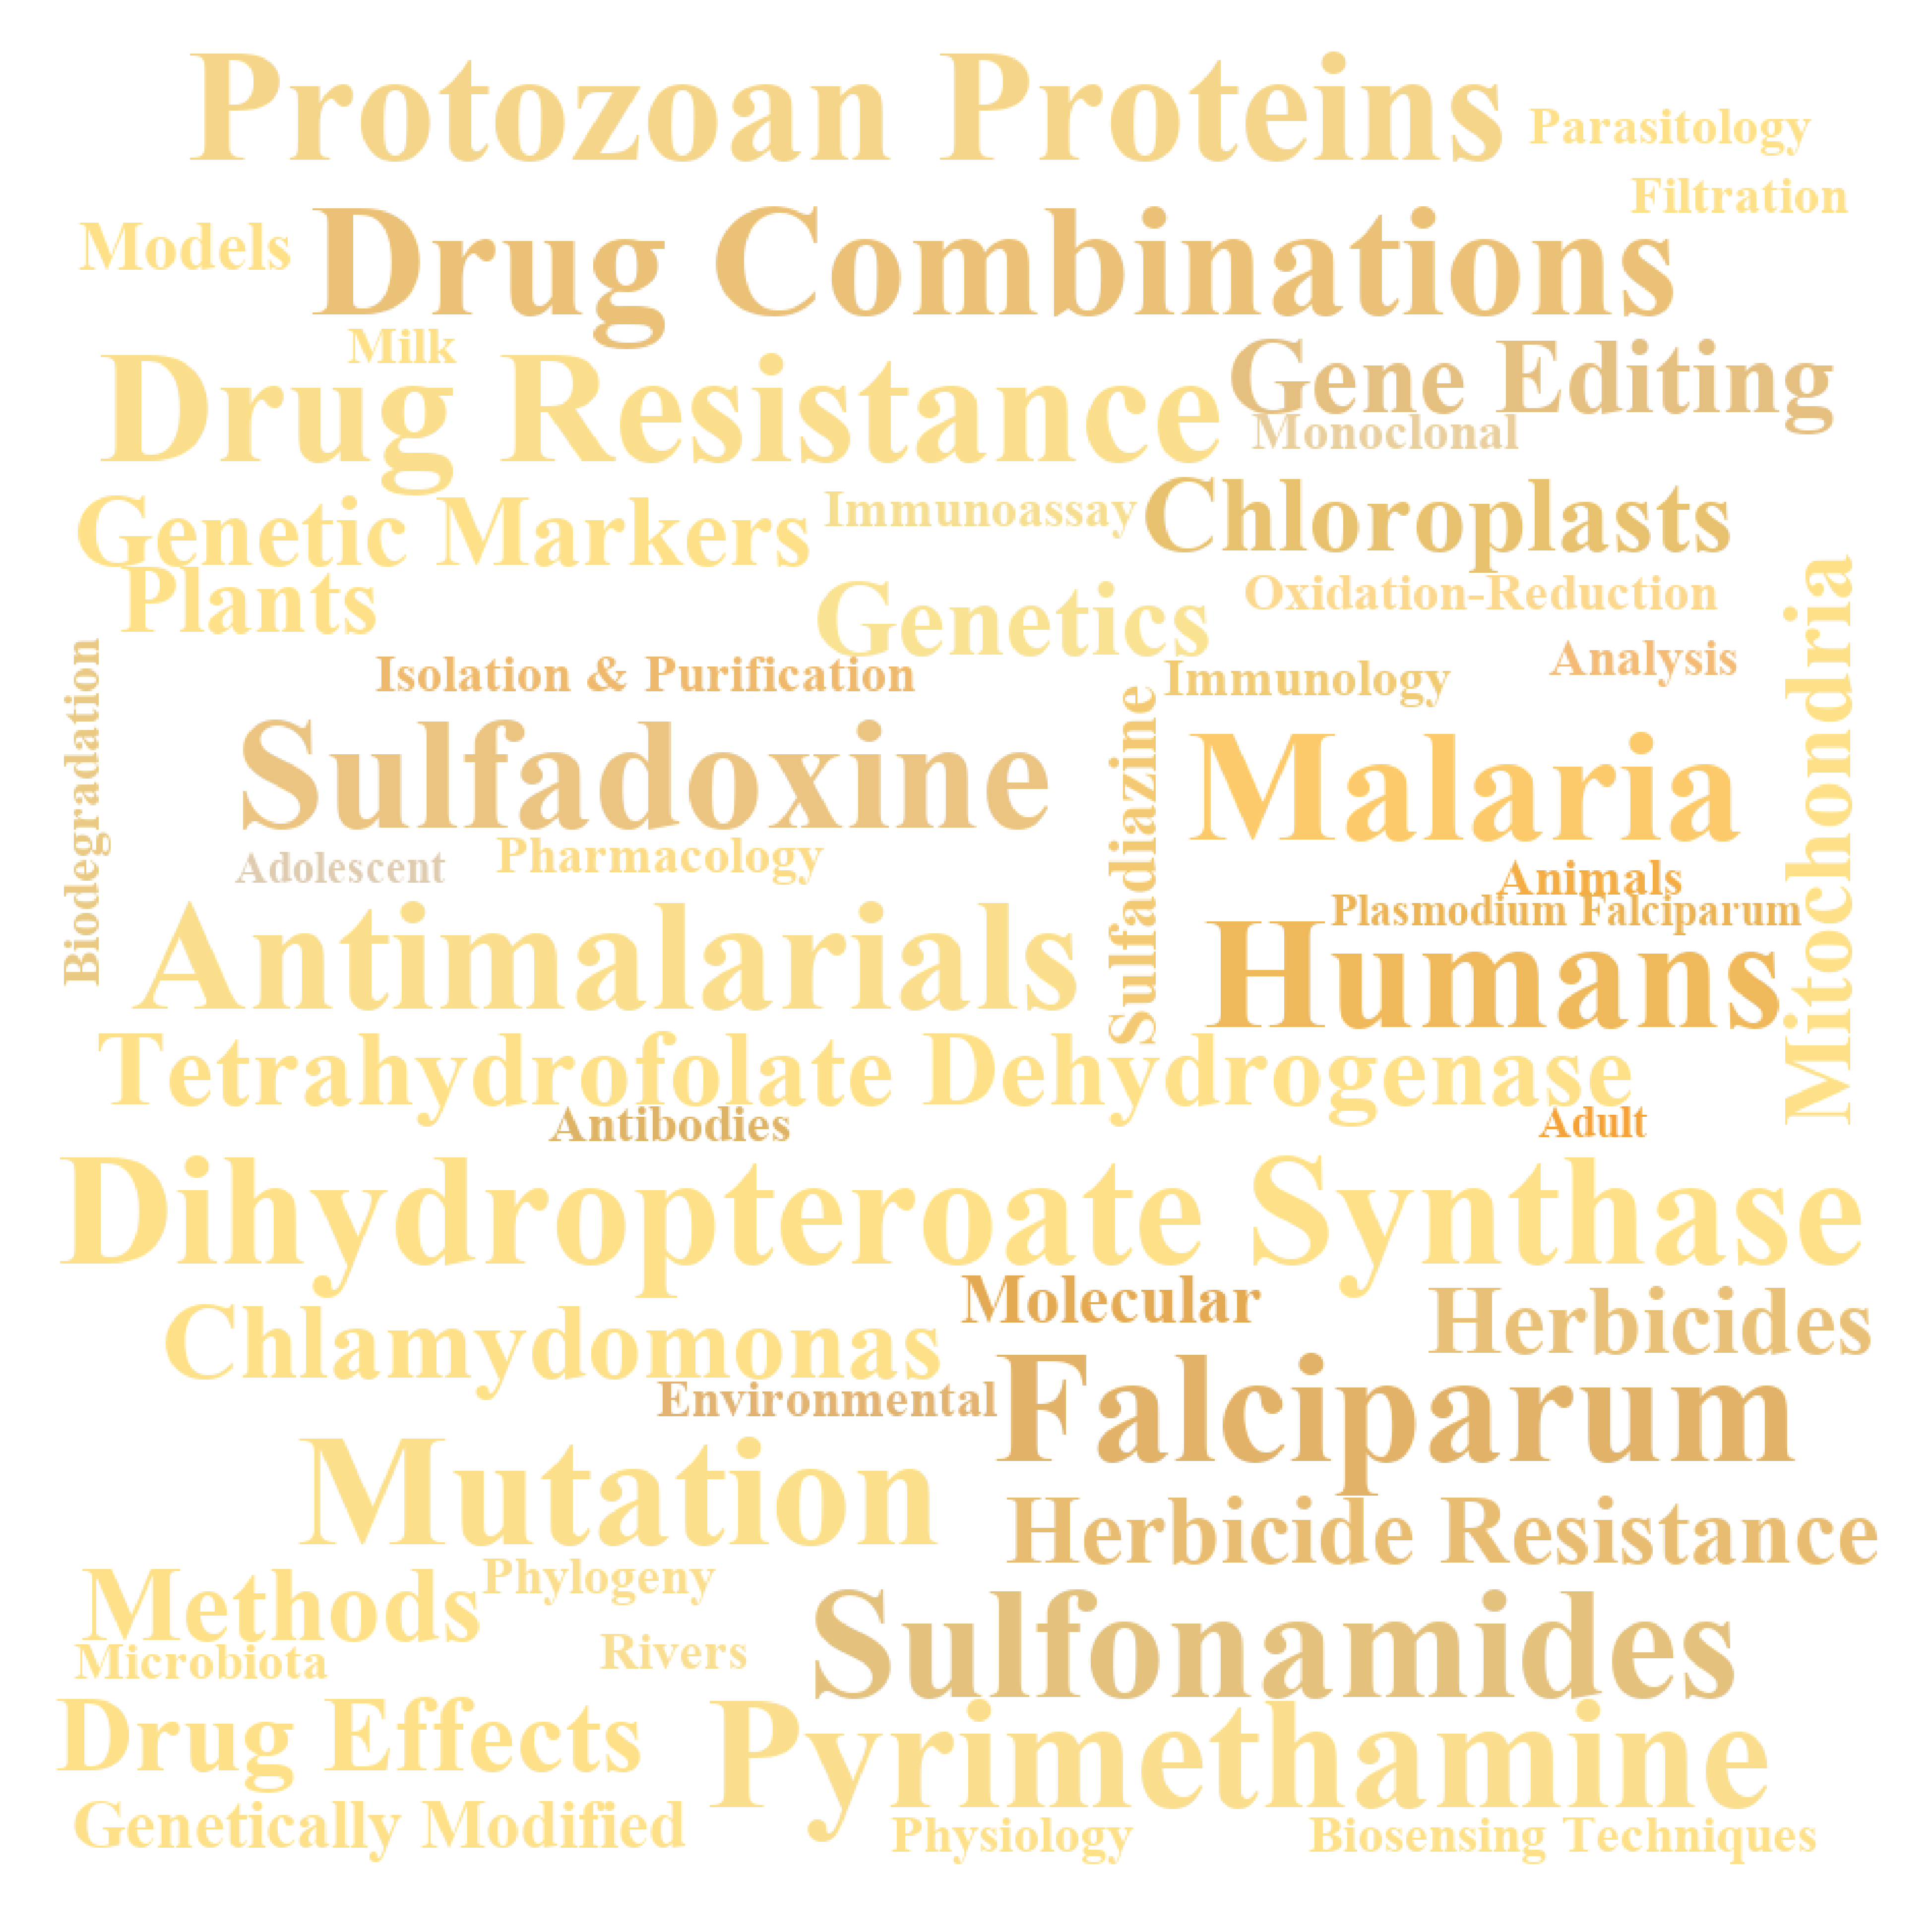 Protozoan Proteins
Parasitology
Filtration
Models
Drug Combinations
Milk
Drug Resistance
Gene Editing
Monoclonal
Genetic Markers
Immunoassay
Chloroplasts
Plants
Genetics
Oxidation-Reduction
Mitochondria
Biodegradation
Isolation & Purification
Immunology
Analysis
Sulfadoxine
Sulfadiazine
Malaria
Adolescent
Pharmacology
Animals
Plasmodium Falciparum
Antimalarials
Humans
Tetrahydrofolate Dehydrogenase
Antibodies
Adult
Dihydropteroate Synthase
Molecular
Herbicides
Chlamydomonas
Environmental
Falciparum
Mutation
Herbicide Resistance
Methods
Phylogeny
Sulfonamides
Microbiota
Rivers
Drug Effects
Pyrimethamine
Genetically Modified
Physiology
Biosensing Techniques